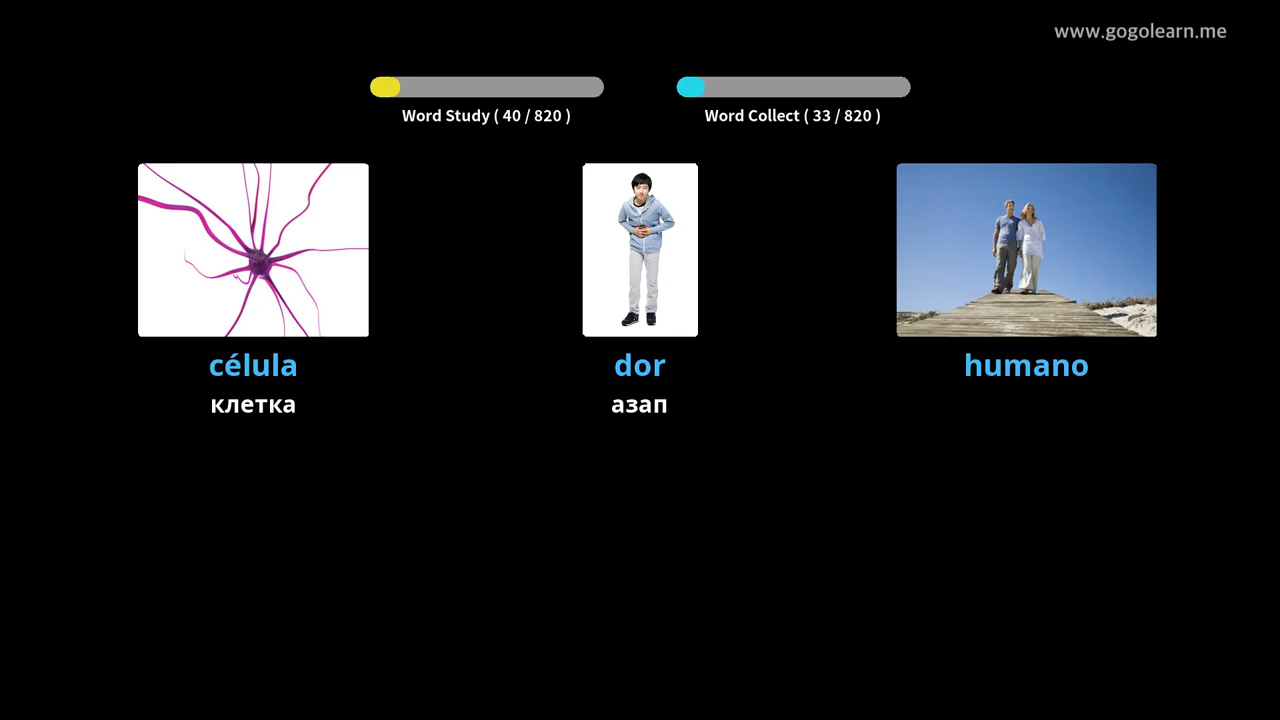 www.gogolearn.me
Word Study ( 40 / 820 )
Word Collect ( 33 / 820 )
célula
dor
humano
клетка
азап